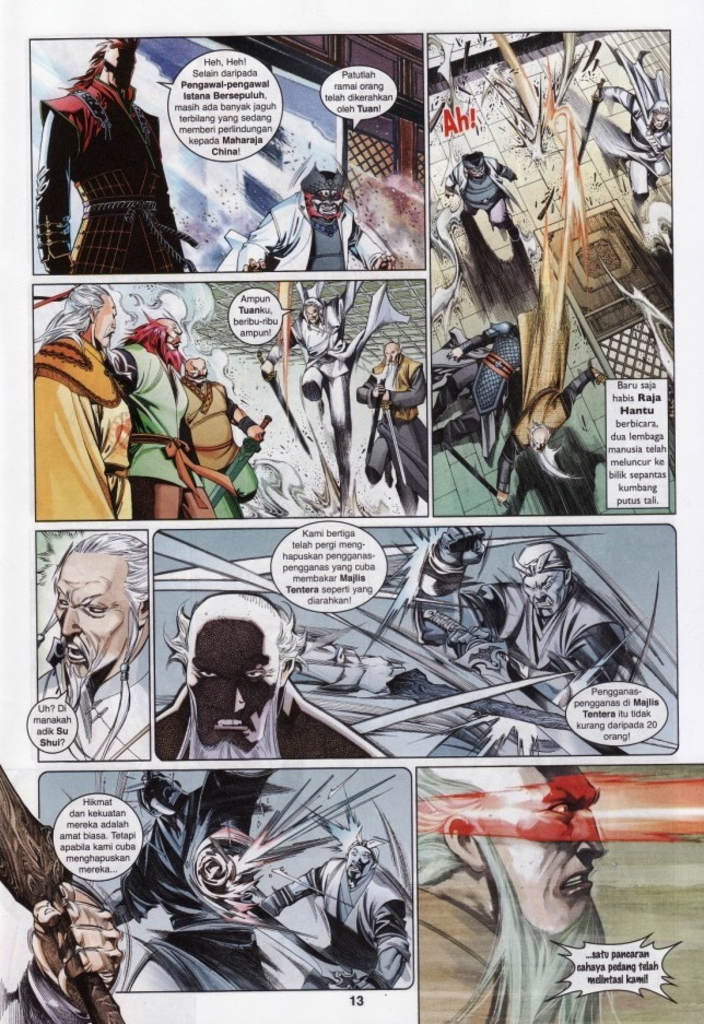 Heh, Heh!
Selain daripada
Pengawal-pengawal
Istana Bersepuluh,
masih ada banyak jaguh
terbilang yang sedang
memberi perlindungan
kepada Maharaja
China!
Patutlah
ramai orang
telah dikerahkan
oleh Tuan!
Ah!
Baru saja
habis Raja
Hantu
berbicara,
dua lembaga
manusia telah
meluncur ke
bilik sepantas
kumbang
putus tali.
Ampun
Tuanku,
beribu-ribu
ampun!
Uh? Di
manakah
adik Su
Shui?
Kami bertiga
telah pergi meng-
hapuskan pengganas-
pengganas yang cuba
membakar Majlis
Tentera seperti yang
diarahkan!
Pengganas-
pengganas di Majlis
Tentera itu tidak
kurang daripada 20
orang!
Hikmat
dan kekuatan
mereka adalah
amat biasa. Tetapi
apabila kami cuba
menghapuskan
mereka...
...satu pancaran
cahaya pedang telah
melintasi kami!
13